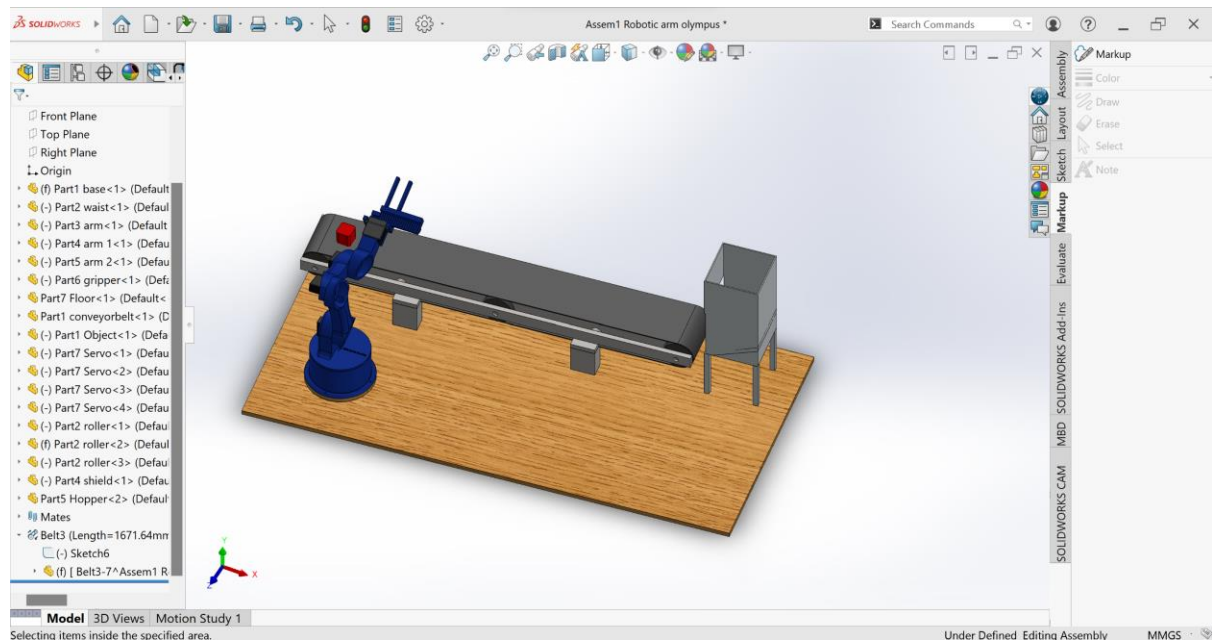 SOLIDWORKS
Assem1 Robotic arm olympus *
Search Commands
Front Plane
Top Plane
Right Plane
Origin
(f) Part1 base<1> (Default
(-) Part2 waist<1> (Defaul
(-) Part3 arm<1> (Default
(-) Part4 arm 1<1> (Defau
(-) Part5 arm 2<1> (Defau
(-) Part6 gripper<1> (Defa
Part7 Floor<1> (Default<
Part1 conveyorbelt<1> (D
(-) Part1 Object<1> (Defa
(-) Part7 Servo<1> (Defau
(-) Part7 Servo<2> (Defau
(-) Part7 Servo<3> (Defau
(-) Part7 Servo<4> (Defau
(-) Part2 roller<1> (Defaul
(f) Part2 roller<2> (Defaul
(-) Part2 roller<3> (Defaul
(-) Part4 shield<1> (Defau
Part5 Hopper<2> (Default
Mates
Belt3 (Length=1671.64mm
(-) Sketch6
(f) [ Belt3-7^Assem1 R
Y
X
Z
Assembly
Layout
Sketch
Markup
Evaluate
SOLIDWORKS Add-Ins
MBD
SOLIDWORKS CAM
Markup
Color
Draw
Erase
Select
Note
Model
3D Views
Motion Study 1
Selecting items inside the specified area.
Under Defined
Editing Assembly
MMGS